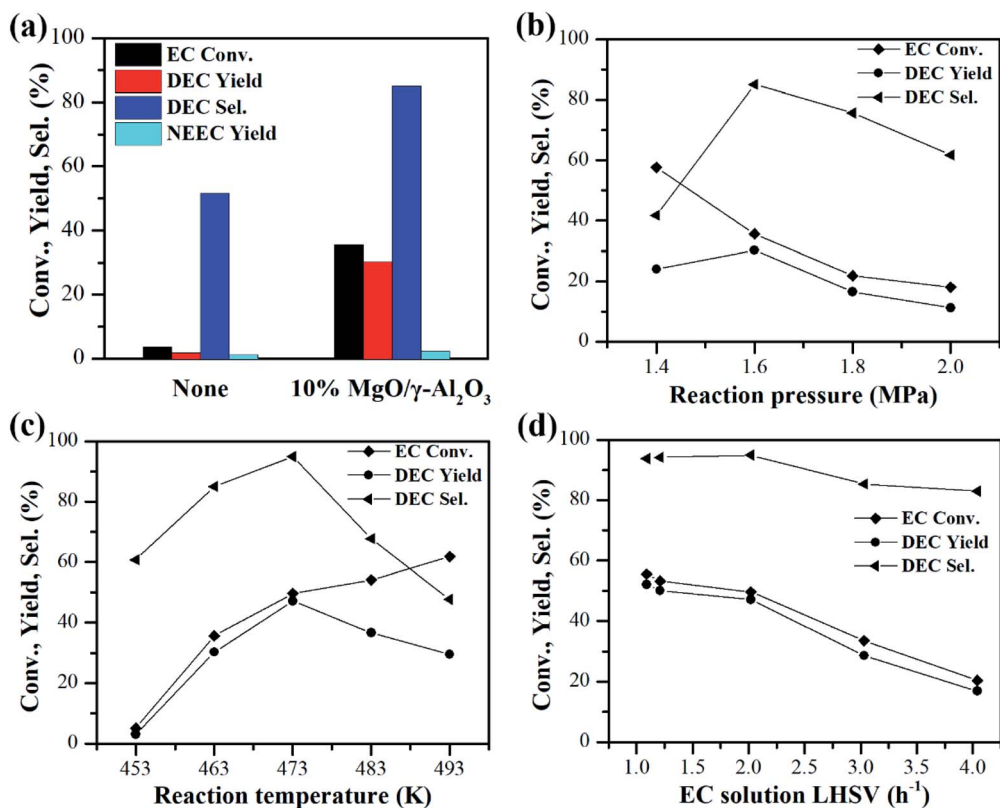 (a)
100
80
60
40
20
0
Conv., Yield, Sel. (%)
EC Conv.
DEC Yield
DEC Sel.
NEEC Yield
None
10% MgO/γ-Al₂O₃
(b)
100
80
60
40
20
0
Conv., Yield, Sel. (%)
EC Conv.
DEC Yield
DEC Sel.
1.4 1.6 1.8 2.0
Reaction pressure (MPa)
(c)
100
80
60
40
20
0
Conv., Yield, Sel. (%)
EC Conv.
DEC Yield
DEC Sel.
453 463 473 483 493
Reaction temperature (K)
(d)
100
80
60
40
20
0
Conv., Yield, Sel. (%)
EC Conv.
DEC Yield
DEC Sel.
1.0 1.5 2.0 2.5 3.0 3.5 4.0
EC solution LHSV (h⁻¹)